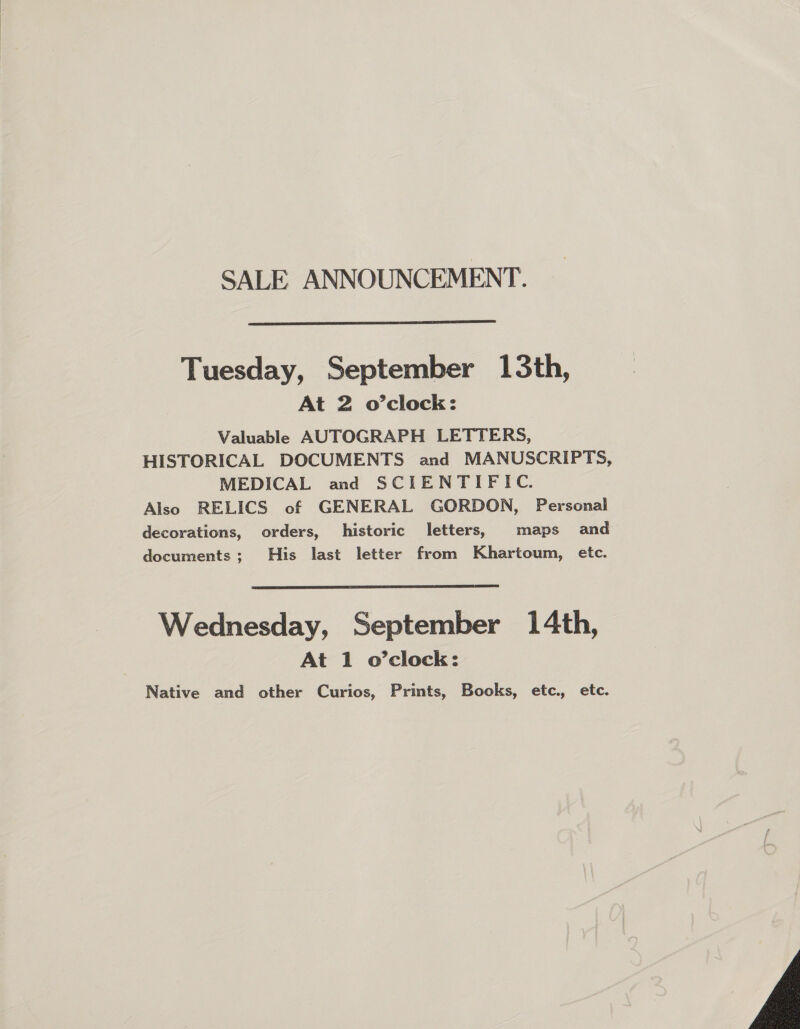 SALE ANNOUNCEMENT.
Tuesday, September 13th,
At 2 o’clock:
Valuable AUTOGRAPH LETTERS,
HISTORICAL DOCUMENTS and MANUSCRIPTS,
MEDICAL and SCIENTIFIC.
Also RELICS of GENERAL GORDON, Personal
decorations, orders, historic letters, maps and
documents ; His last letter from Khartoum, etc.
Wednesday, September 14th,
At 1 o’clock:
Native and other Curios, Prints, Books, etc., etc.